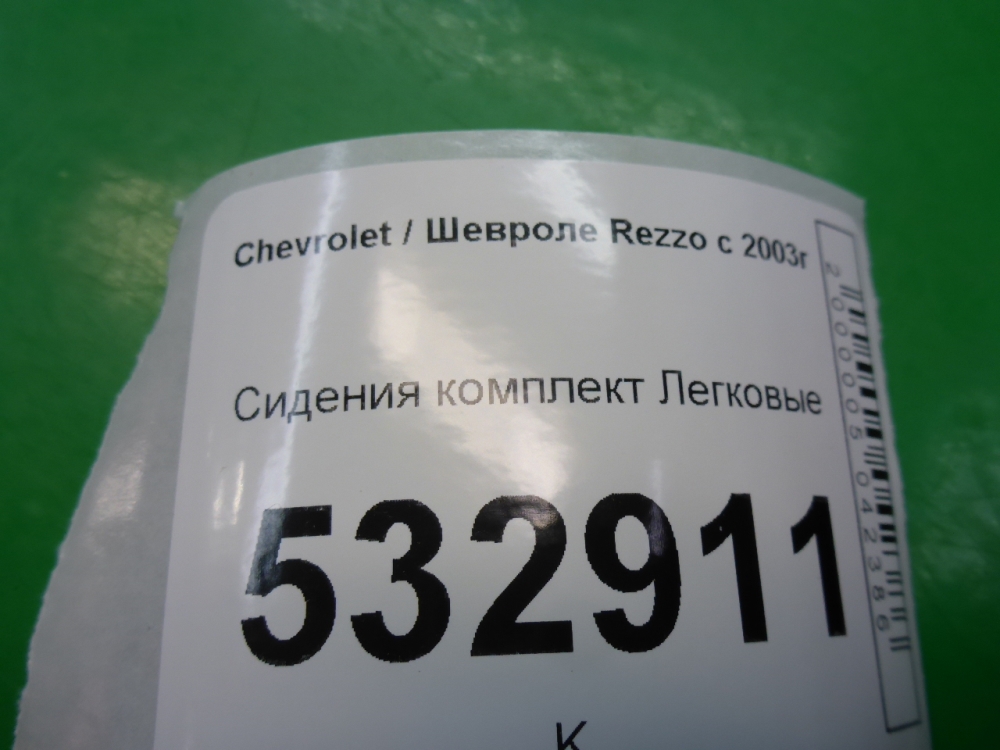 Chevrolet / Шевроле Rezzo с 2003г
Сидения комплект Легковые
532911
К
2000005042386